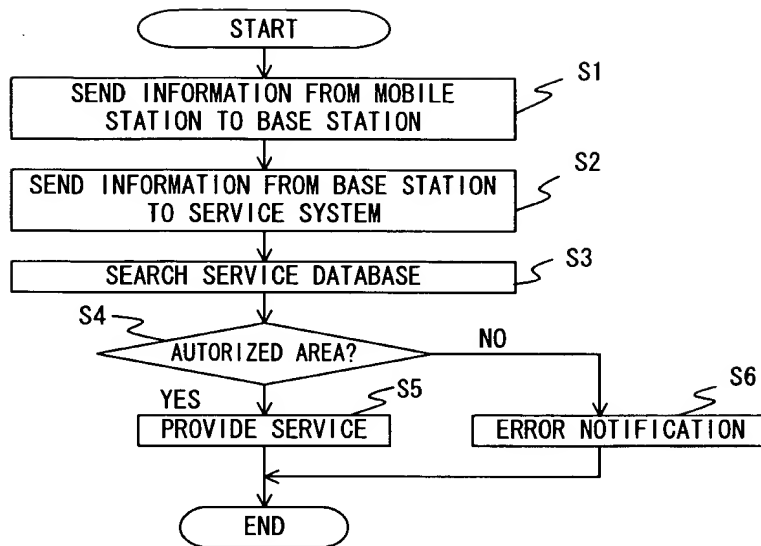 START
S1
SEND INFORMATION FROM MOBILE
STATION TO BASE STATION
S2
SEND INFORMATION FROM BASE STATION
TO SERVICE SYSTEM
S3
SEARCH SERVICE DATABASE
S4
AUTORIZED AREA?
NO
YES
S5
S6
PROVIDE SERVICE
ERROR NOTIFICATION
END